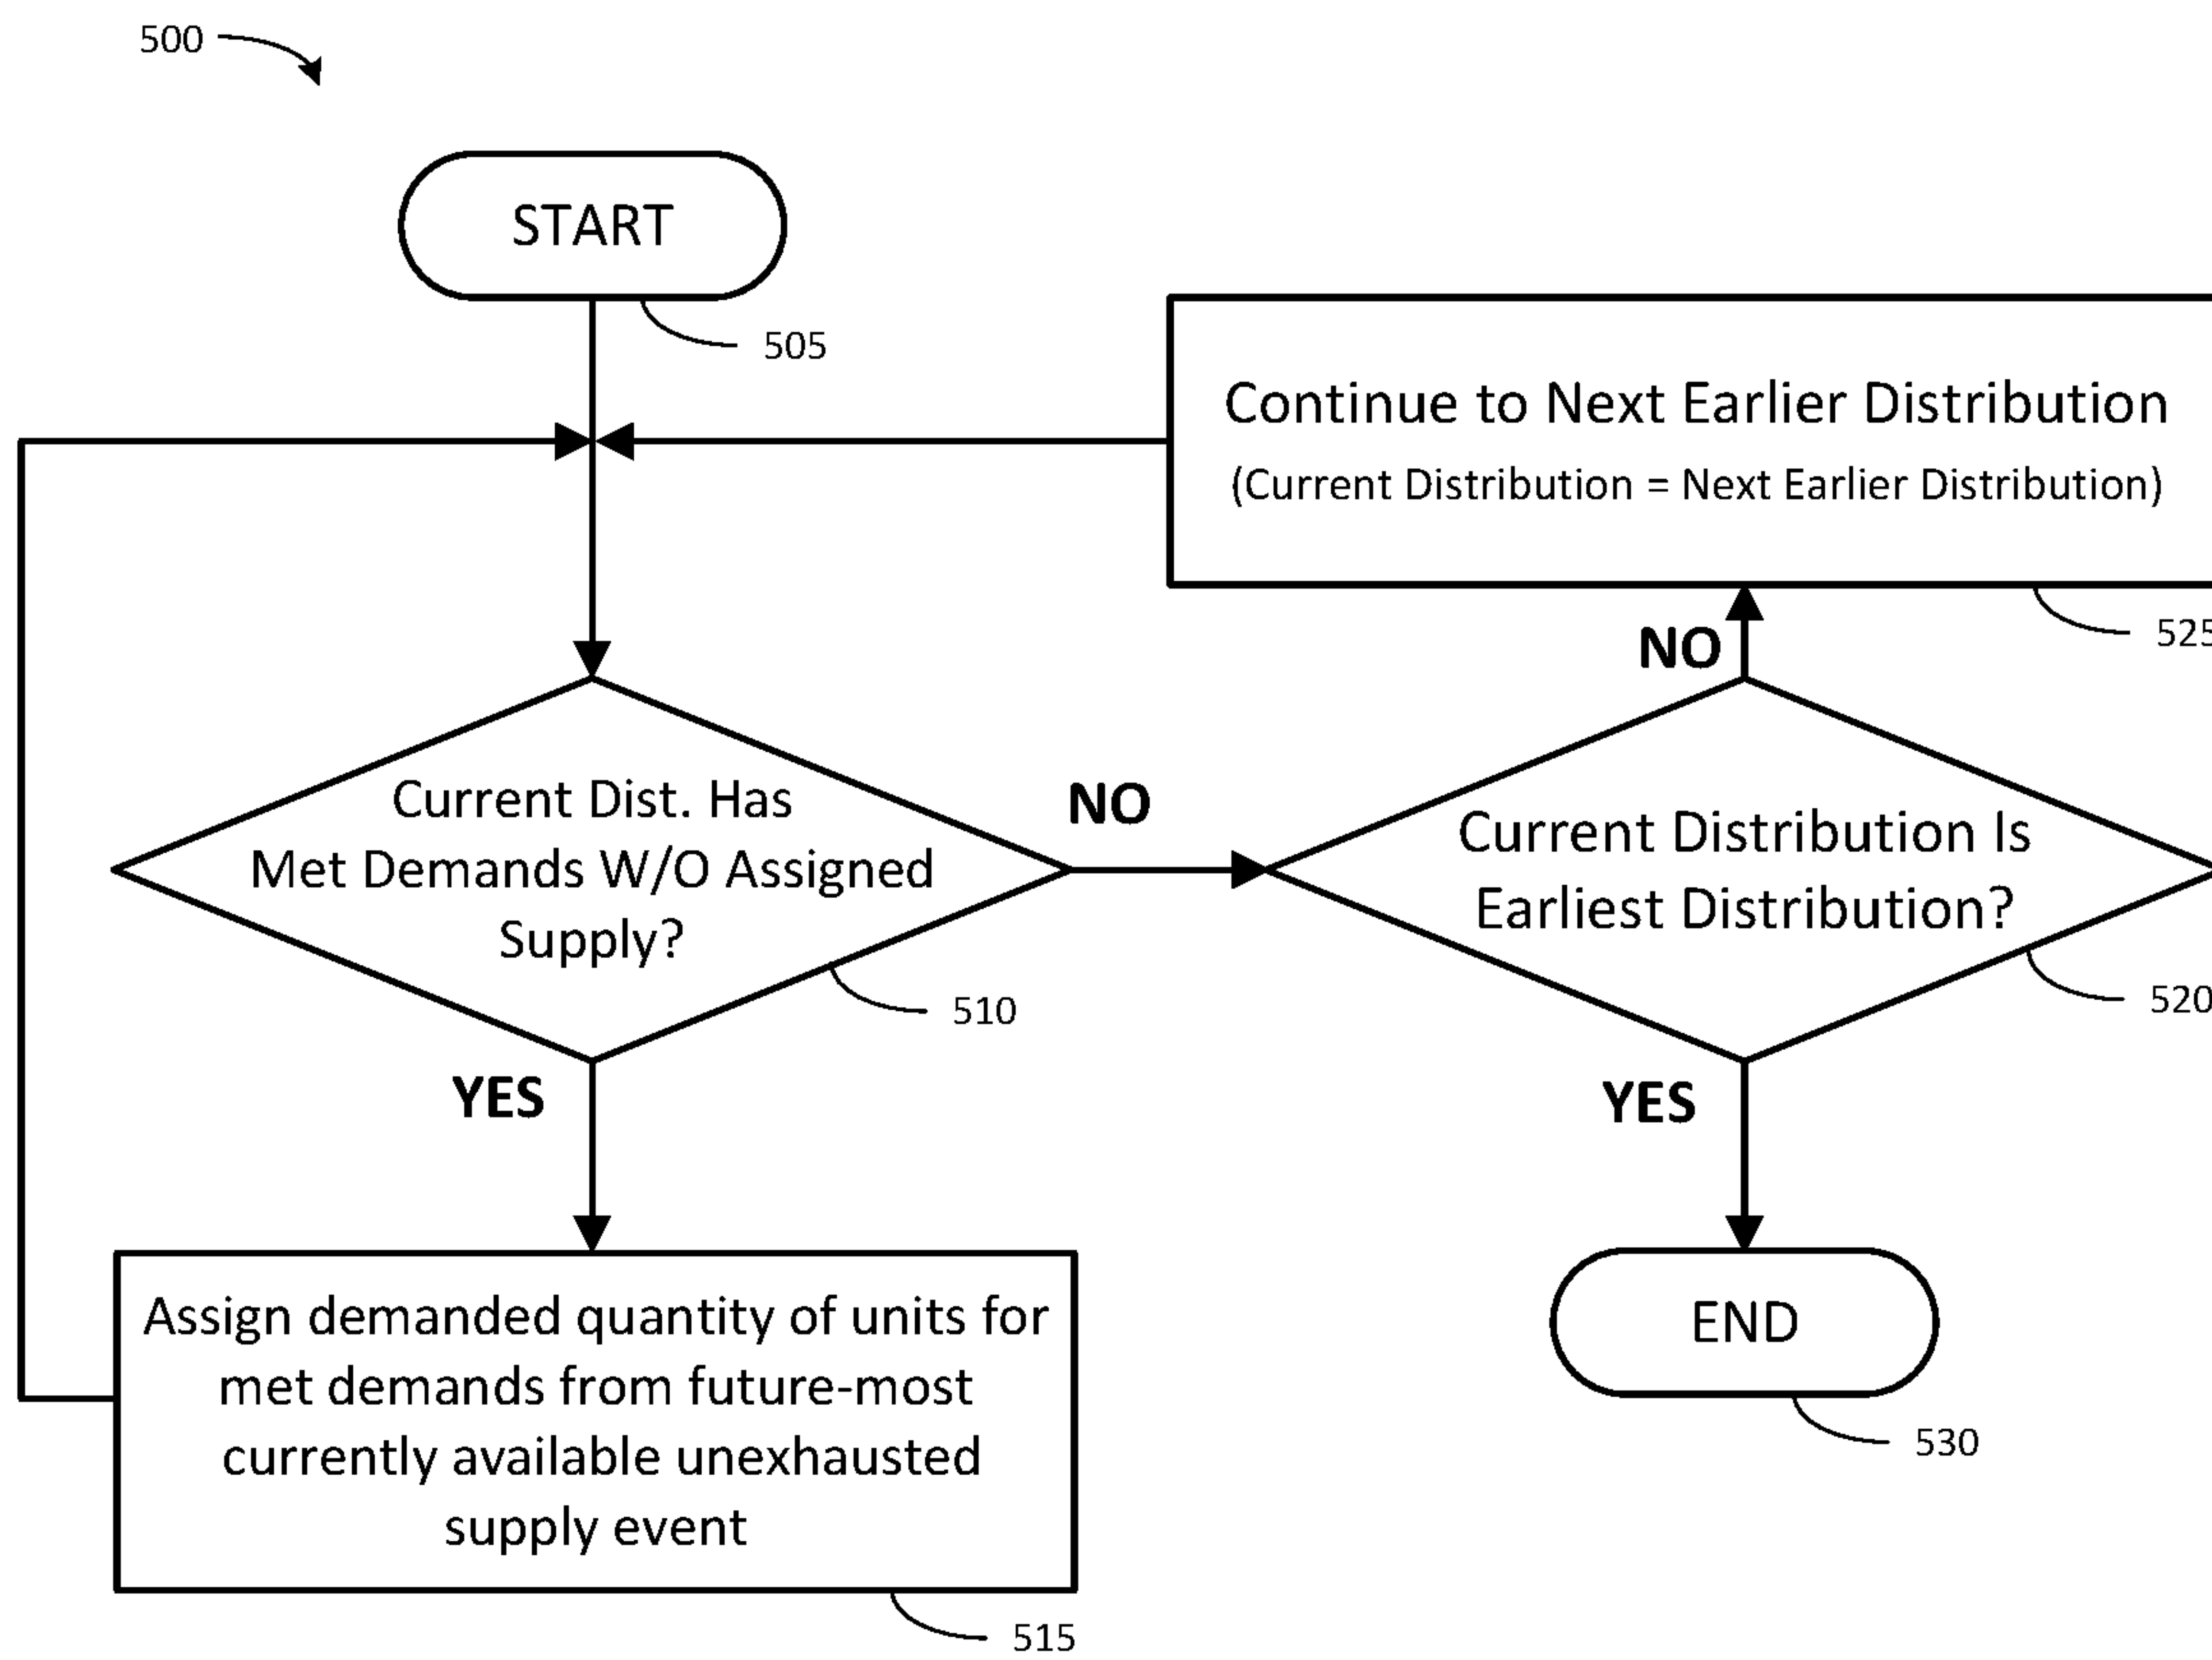 500
START
505
Continue to Next Earlier Distribution
(Current Distribution = Next Earlier Distribution)
525
NO
Current Dist. Has
Met Demands W/O Assigned
Supply?
510
NO
Current Distribution Is
Earliest Distribution?
520
YES
YES
Assign demanded quantity of units for
met demands from future-most
currently available unexhausted
supply event
515
END
530